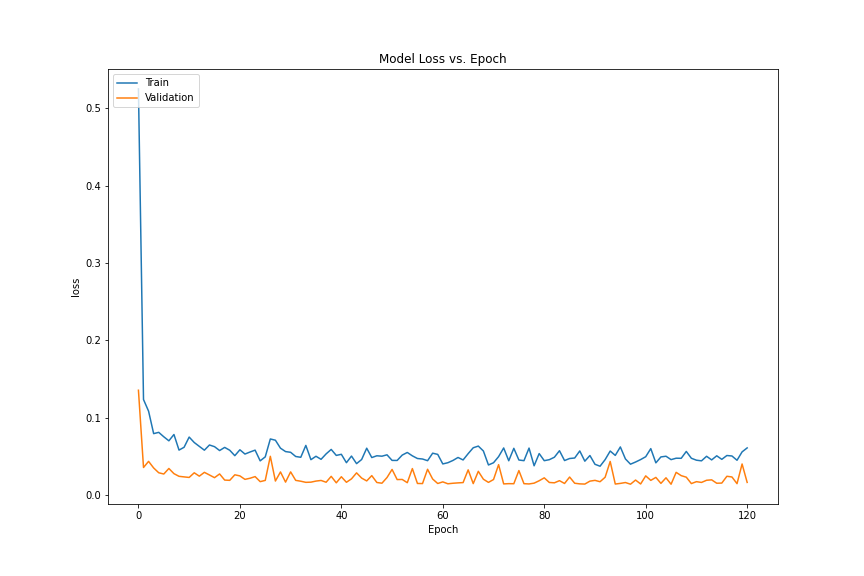 Model Loss vs. Epoch
Train
Validation
0.5
0.4
0.3
0.2
0.1
0.0
loss
0 20 40 60 80 100 120
Epoch